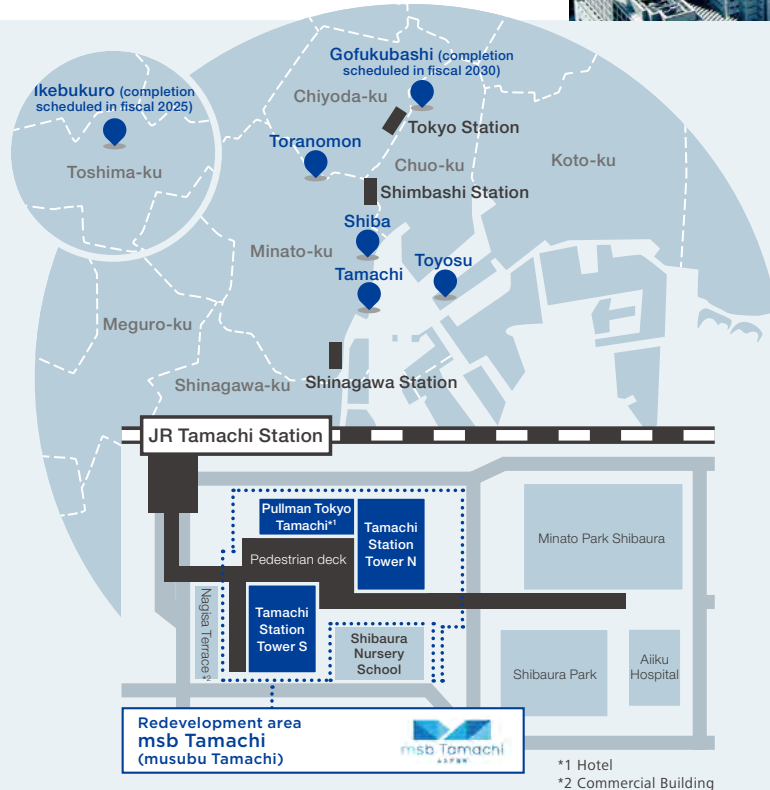 Gofukubashi (completion
scheduled in fiscal 2030)
Ikebukuro (completion
scheduled in fiscal 2025)
Chiyoda-ku
Tokyo Station
Toranomon
Chuo-ku
Koto-ku
Toshima-ku
Shimbashi Station
Shiba
Minato-ku
Toyosu
Tamachi
Meguro-ku
Shinagawa-ku
Shinagawa Station
JR Tamachi Station
Pullman Tokyo
Tamachi*1
Tamachi
Station
Tower N
Minato Park Shibaura
Pedestrian deck
Nagisa Terrace*2
Tamachi
Station
Tower S
Shibaura
Nursery
School
Shibaura Park
Aiiku
Hospital
Redevelopment area
msb Tamachi
(musubu Tamachi)
msb Tamachi
*1 Hotel
*2 Commercial Building